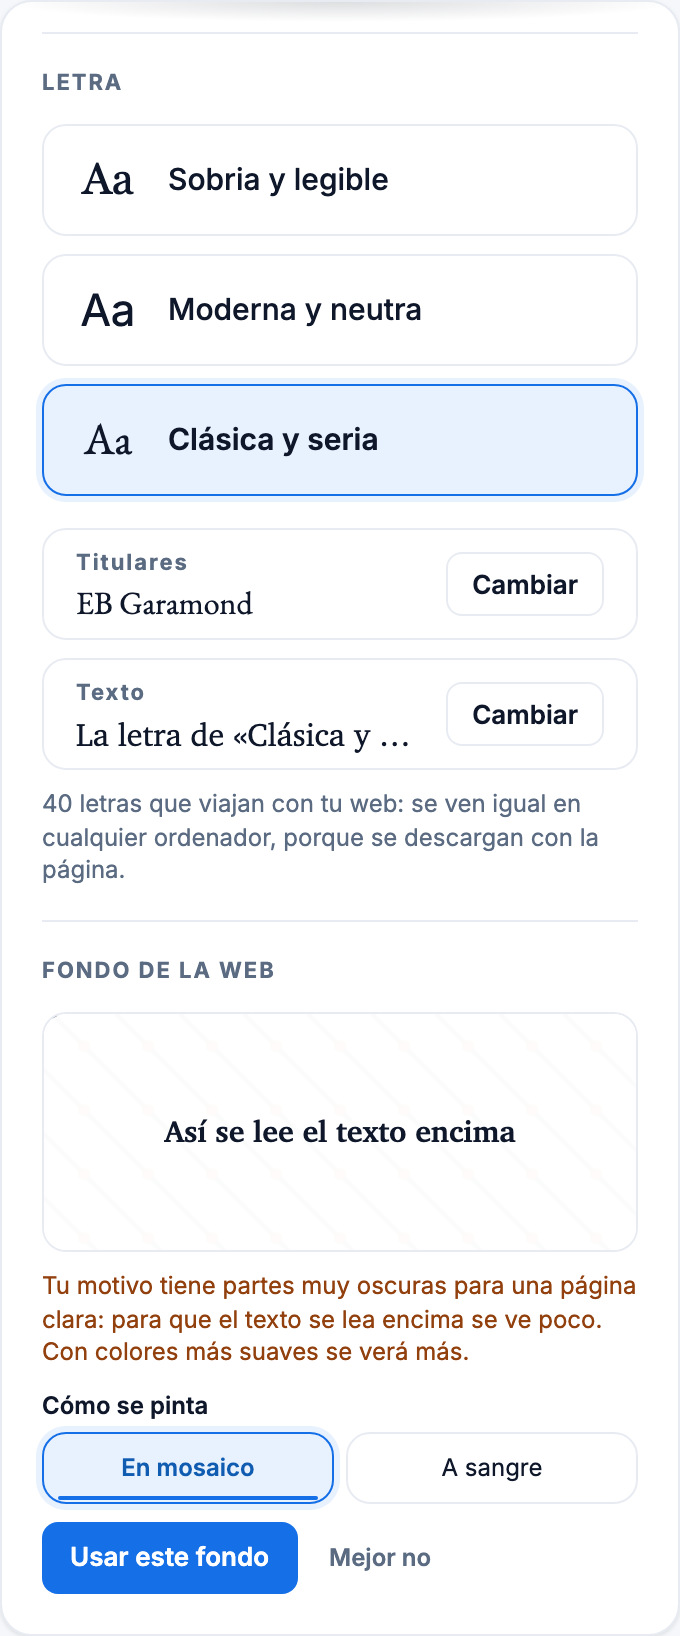 LETRA
Aa Sobria y legible
Aa Moderna y neutra
Aa Clásica y seria
Titulares
EB Garamond
Cambiar
Texto
La letra de «Clásica y …
Cambiar
40 letras que viajan con tu web: se ven igual en
cualquier ordenador, porque se descargan con la
página.
FONDO DE LA WEB
Así se lee el texto encima
Tu motivo tiene partes muy oscuras para una página
clara: para que el texto se lea encima se ve poco.
Con colores más suaves se verá más.
Cómo se pinta
En mosaico
A sangre
Usar este fondo
Mejor no